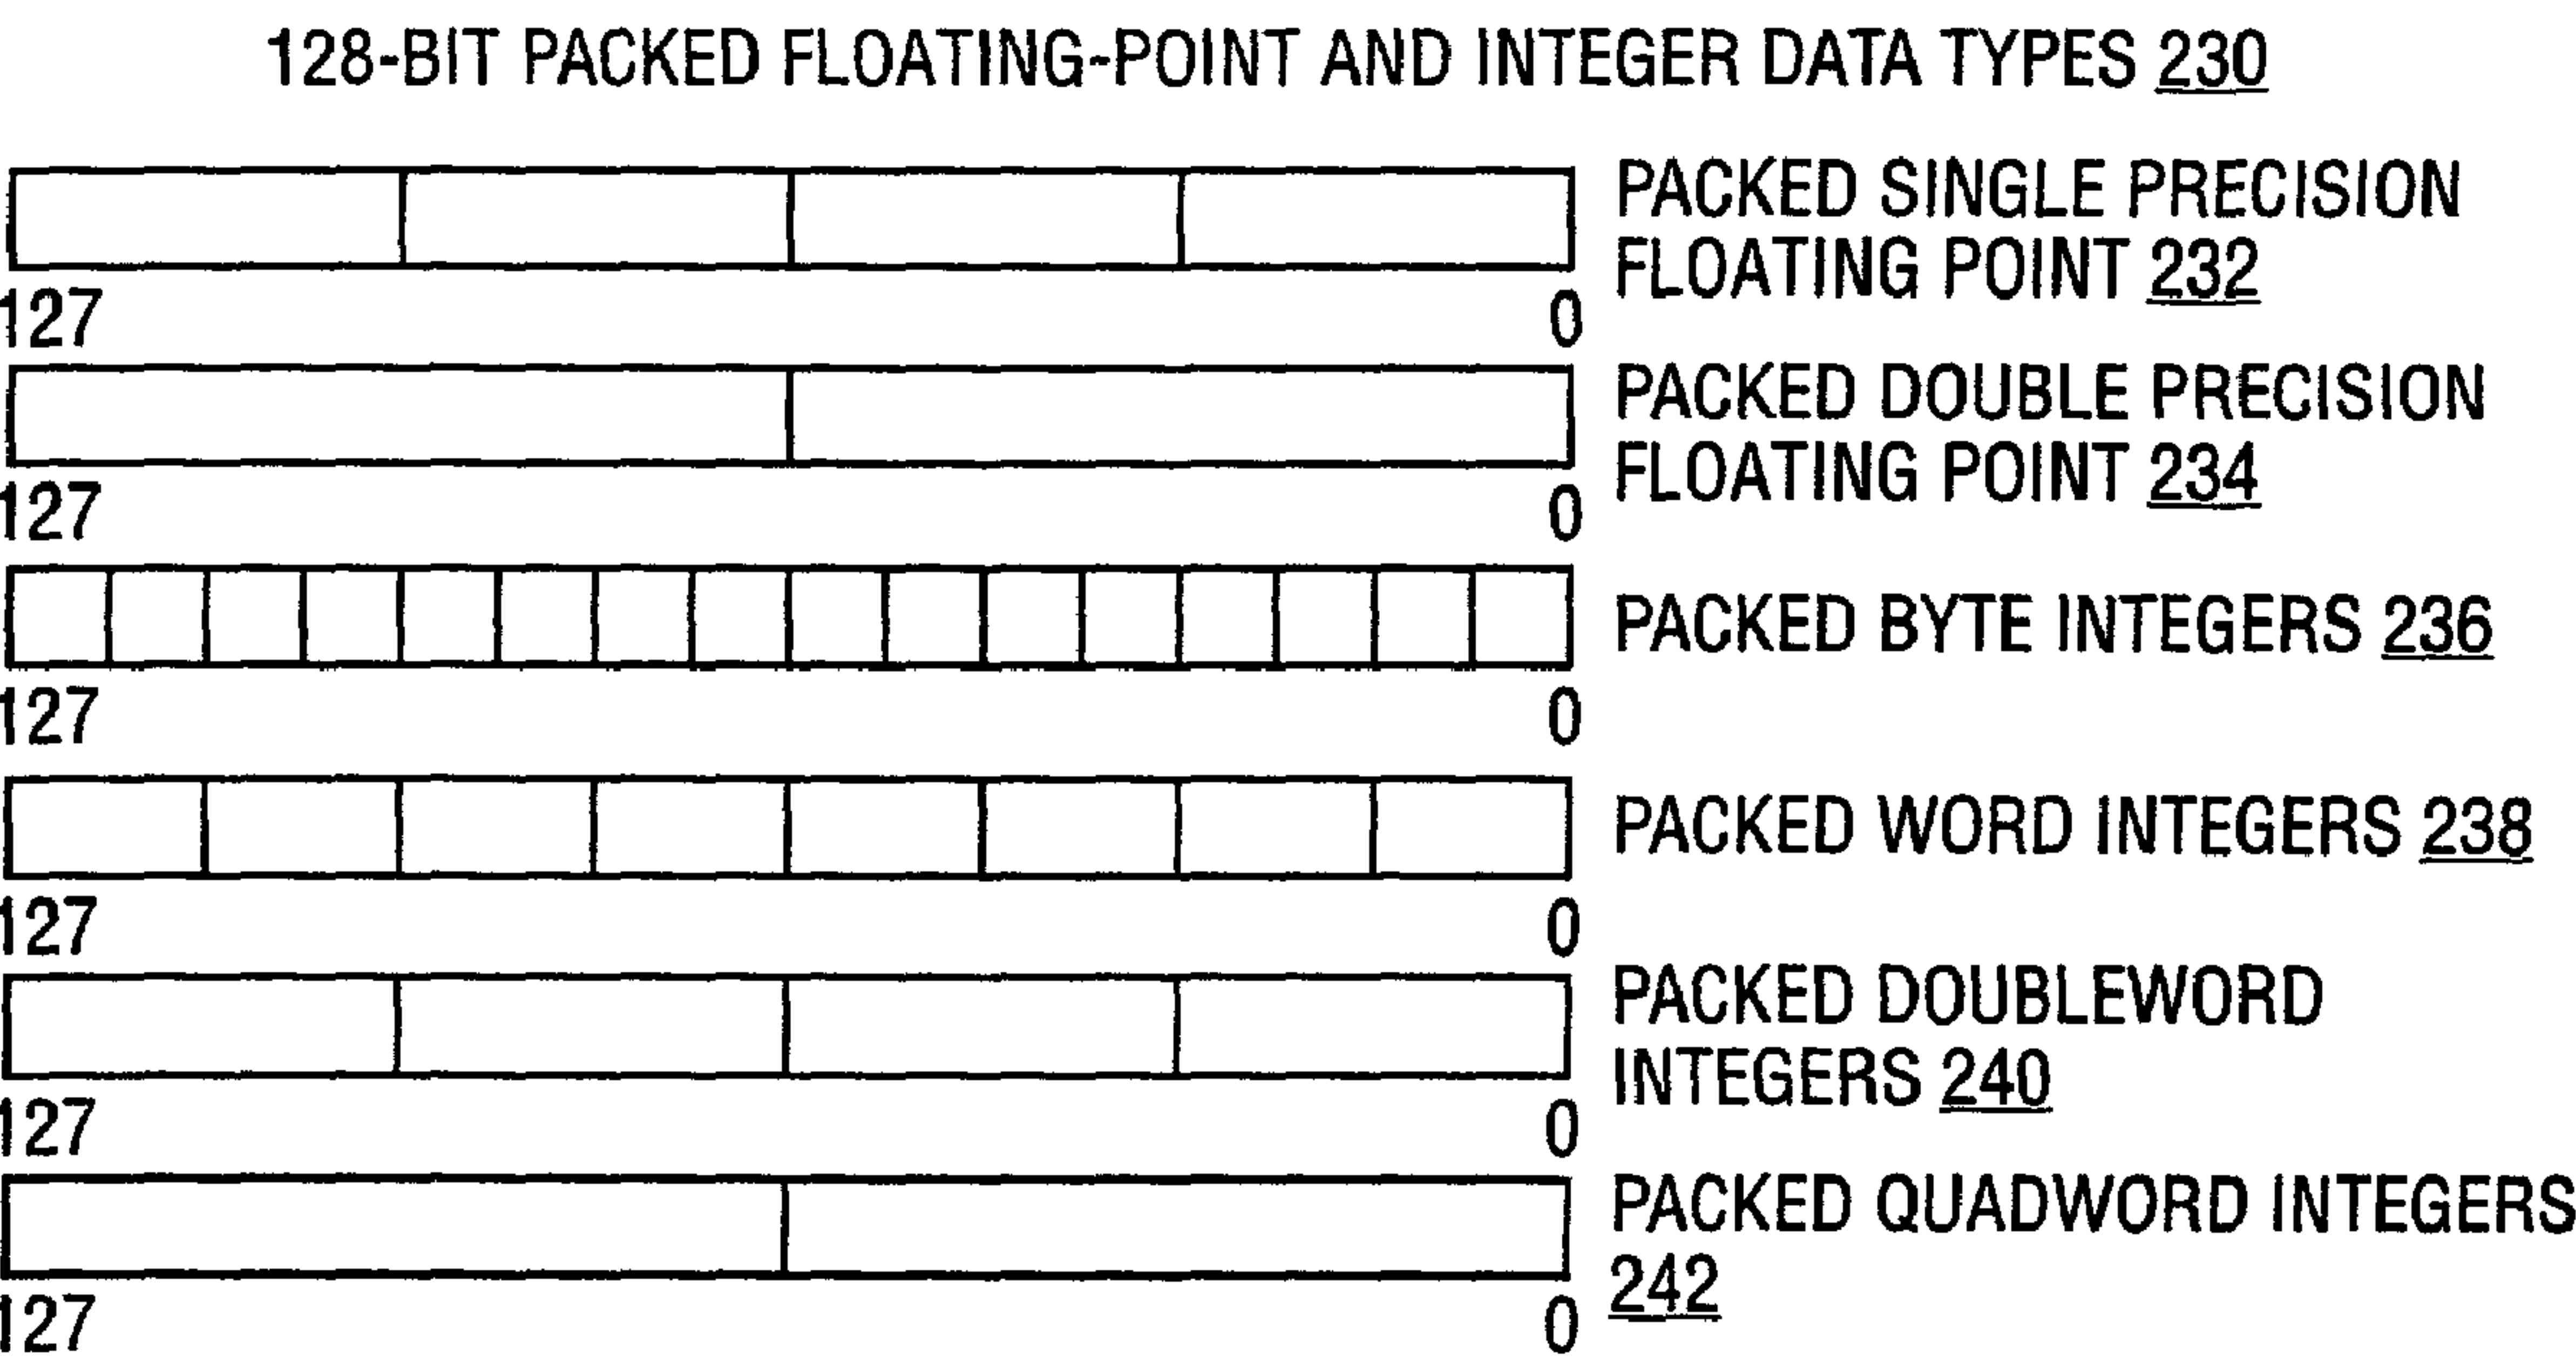 128-BIT PACKED FLOATING-POINT AND INTEGER DATA TYPES 230
PACKED SINGLE PRECISION
FLOATING POINT 232
127 0
PACKED DOUBLE PRECISION
FLOATING POINT 234
127 0
PACKED BYTE INTEGERS 236
127 0
PACKED WORD INTEGERS 238
127 0
PACKED DOUBLEWORD
INTEGERS 240
127 0
PACKED QUADWORD INTEGERS
242
127 0